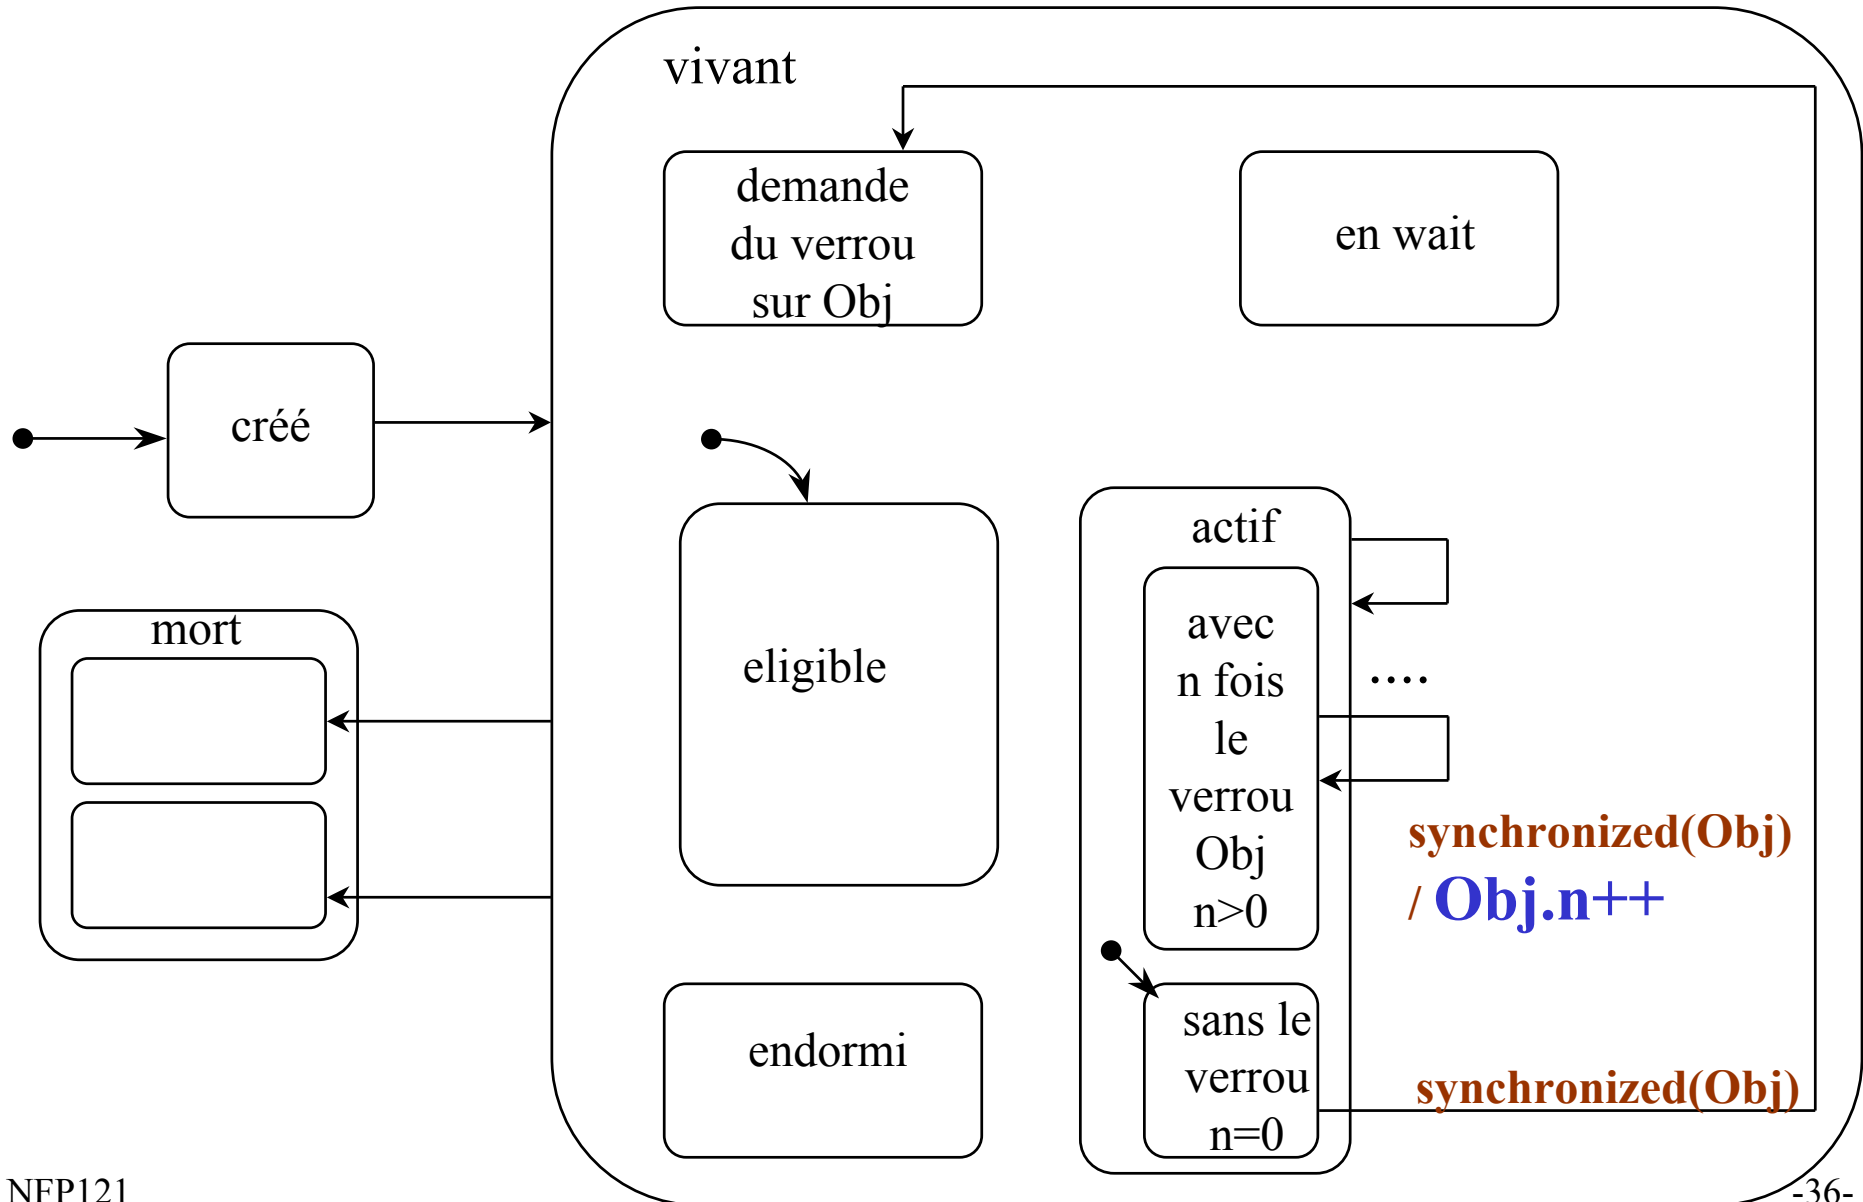 vivant
demande
du verrou
sur Obj
en wait
créé
actif
mort
avec
n fois
le
verrou
Obj
n>0
eligible
....
synchronized(Obj)
/ Obj.n++
endormi
sans le
verrou
n=0
synchronized(Obj)
NFP121
-36-